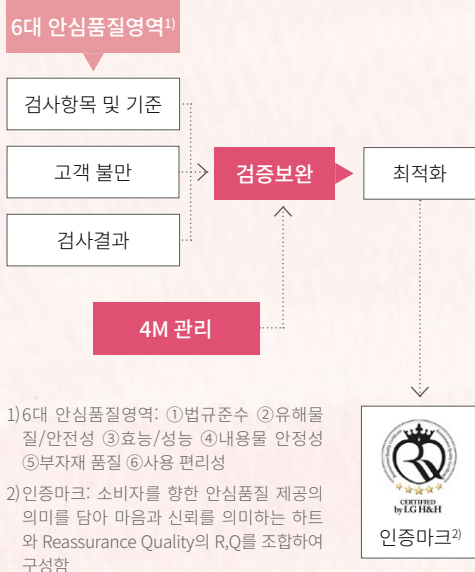 6대 안심품질영역1)
검사항목 및 기준
고객 불만
검사결과
검증보완
최적화
4M 관리
1)6대 안심품질영역: ①법규준수 ②유해물
질/안전성 ③효능/성능 ④내용물 안정성
⑤부자재 품질 ⑥사용 편리성
2)인증마크: 소비자를 향한 안심품질 제공의
의미를 담아 마음과 신뢰를 의미하는 하트
와 Reassurance Quality의 R,Q를 조합하여
구성함
CERTIFIED
by LG H&H
인증마크2)